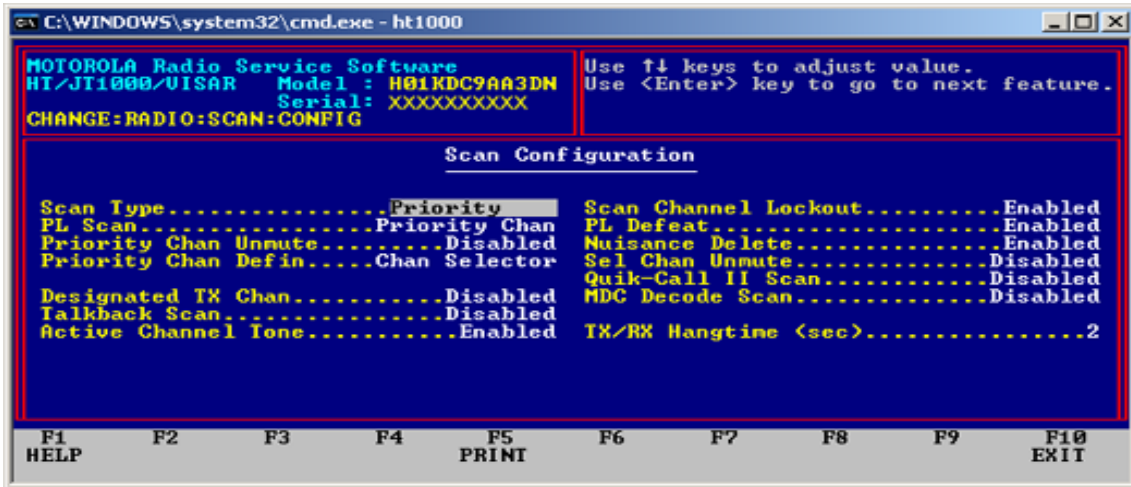 C:\WINDOWS\system32\cmd.exe - ht1000
MOTOROLA Radio Service Software
HT/JT1000/VISAR Model : H01KDC9AA3DN
Serial: XXXXXXXXXX
CHANGE:RADIO:SCAN:CONFIG
Use ↑↓ keys to adjust value.
Use <Enter> key to go to next feature.
Scan Configuration
Scan Type................Priority
PL Scan..................Priority Chan
Priority Chan Unmute.........Disabled
Priority Chan Defin.....Chan Selector
Designated TX Chan...........Disabled
Talkback Scan................Disabled
Active Channel Tone...........Enabled
Scan Channel Lockout..........Enabled
PL Defeat.....................Enabled
Nuisance Delete...............Enabled
Sel Chan Unmute..............Disabled
Quik-Call II Scan............Disabled
MDC Decode Scan..............Disabled
TX/RX Hangtime (sec)................2
F1 F2 F3 F4 F5 F6 F7 F8 F9 F10
HELP PRINT EXIT